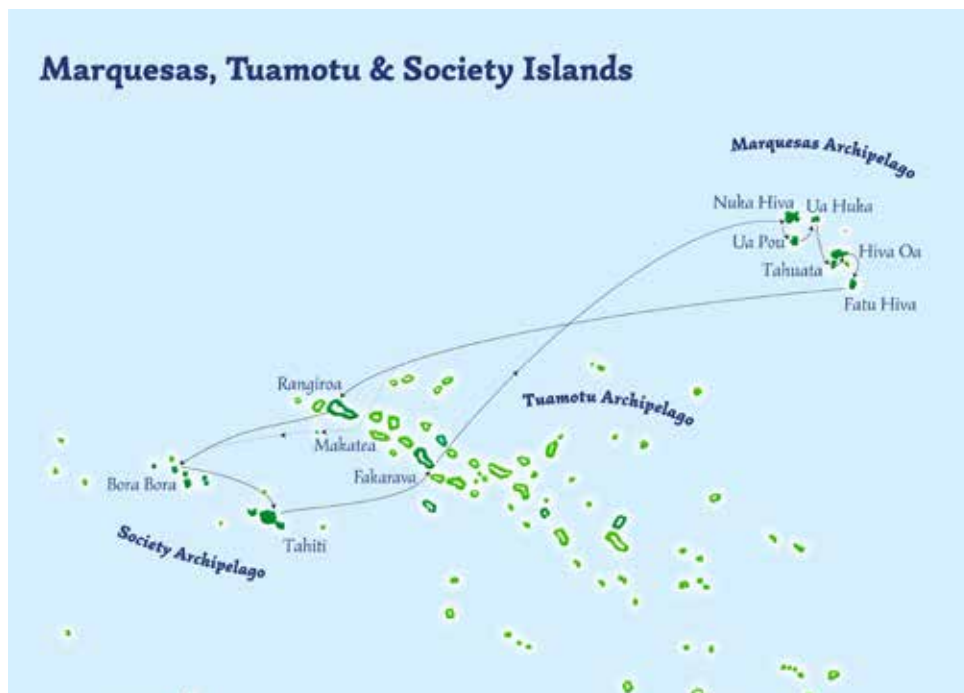 Marquesas, Tuamotu & Society Islands
Marquesas Archipelago
Nuka Hiva
Ua Huka
Ua Pou
Hiva Oa
Tahuata
Fatu Hiva
Rangiroa
Tuamotu Archipelago
Makatea
Fakarava
Bora Bora
Tahiti
Society Archipelago